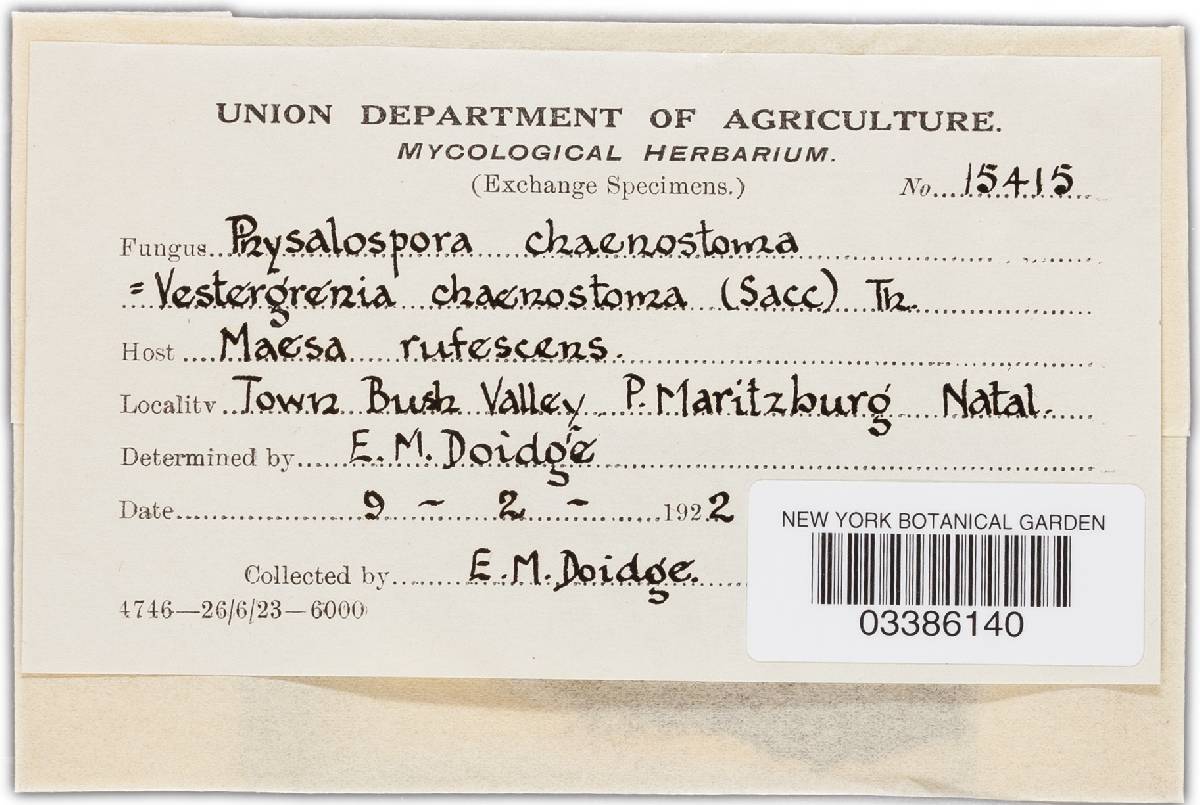 UNION DEPARTMENT OF AGRICULTURE.
MYCOLOGICAL HERBARIUM.
(Exchange Specimens.)
No. 15415
Fungus Physalospora chaenostoma
= Vestergrenia chaenostoma (Sacc) Th.
Host Maesa rufescens.
Locality Town Bush Valley P. Maritzburg Natal.
Determined by E. M. Doidge
Date 9 - 2 - 1922
Collected by E. M. Doidge.
4746—26/6/23—6000
NEW YORK BOTANICAL GARDEN
03386140